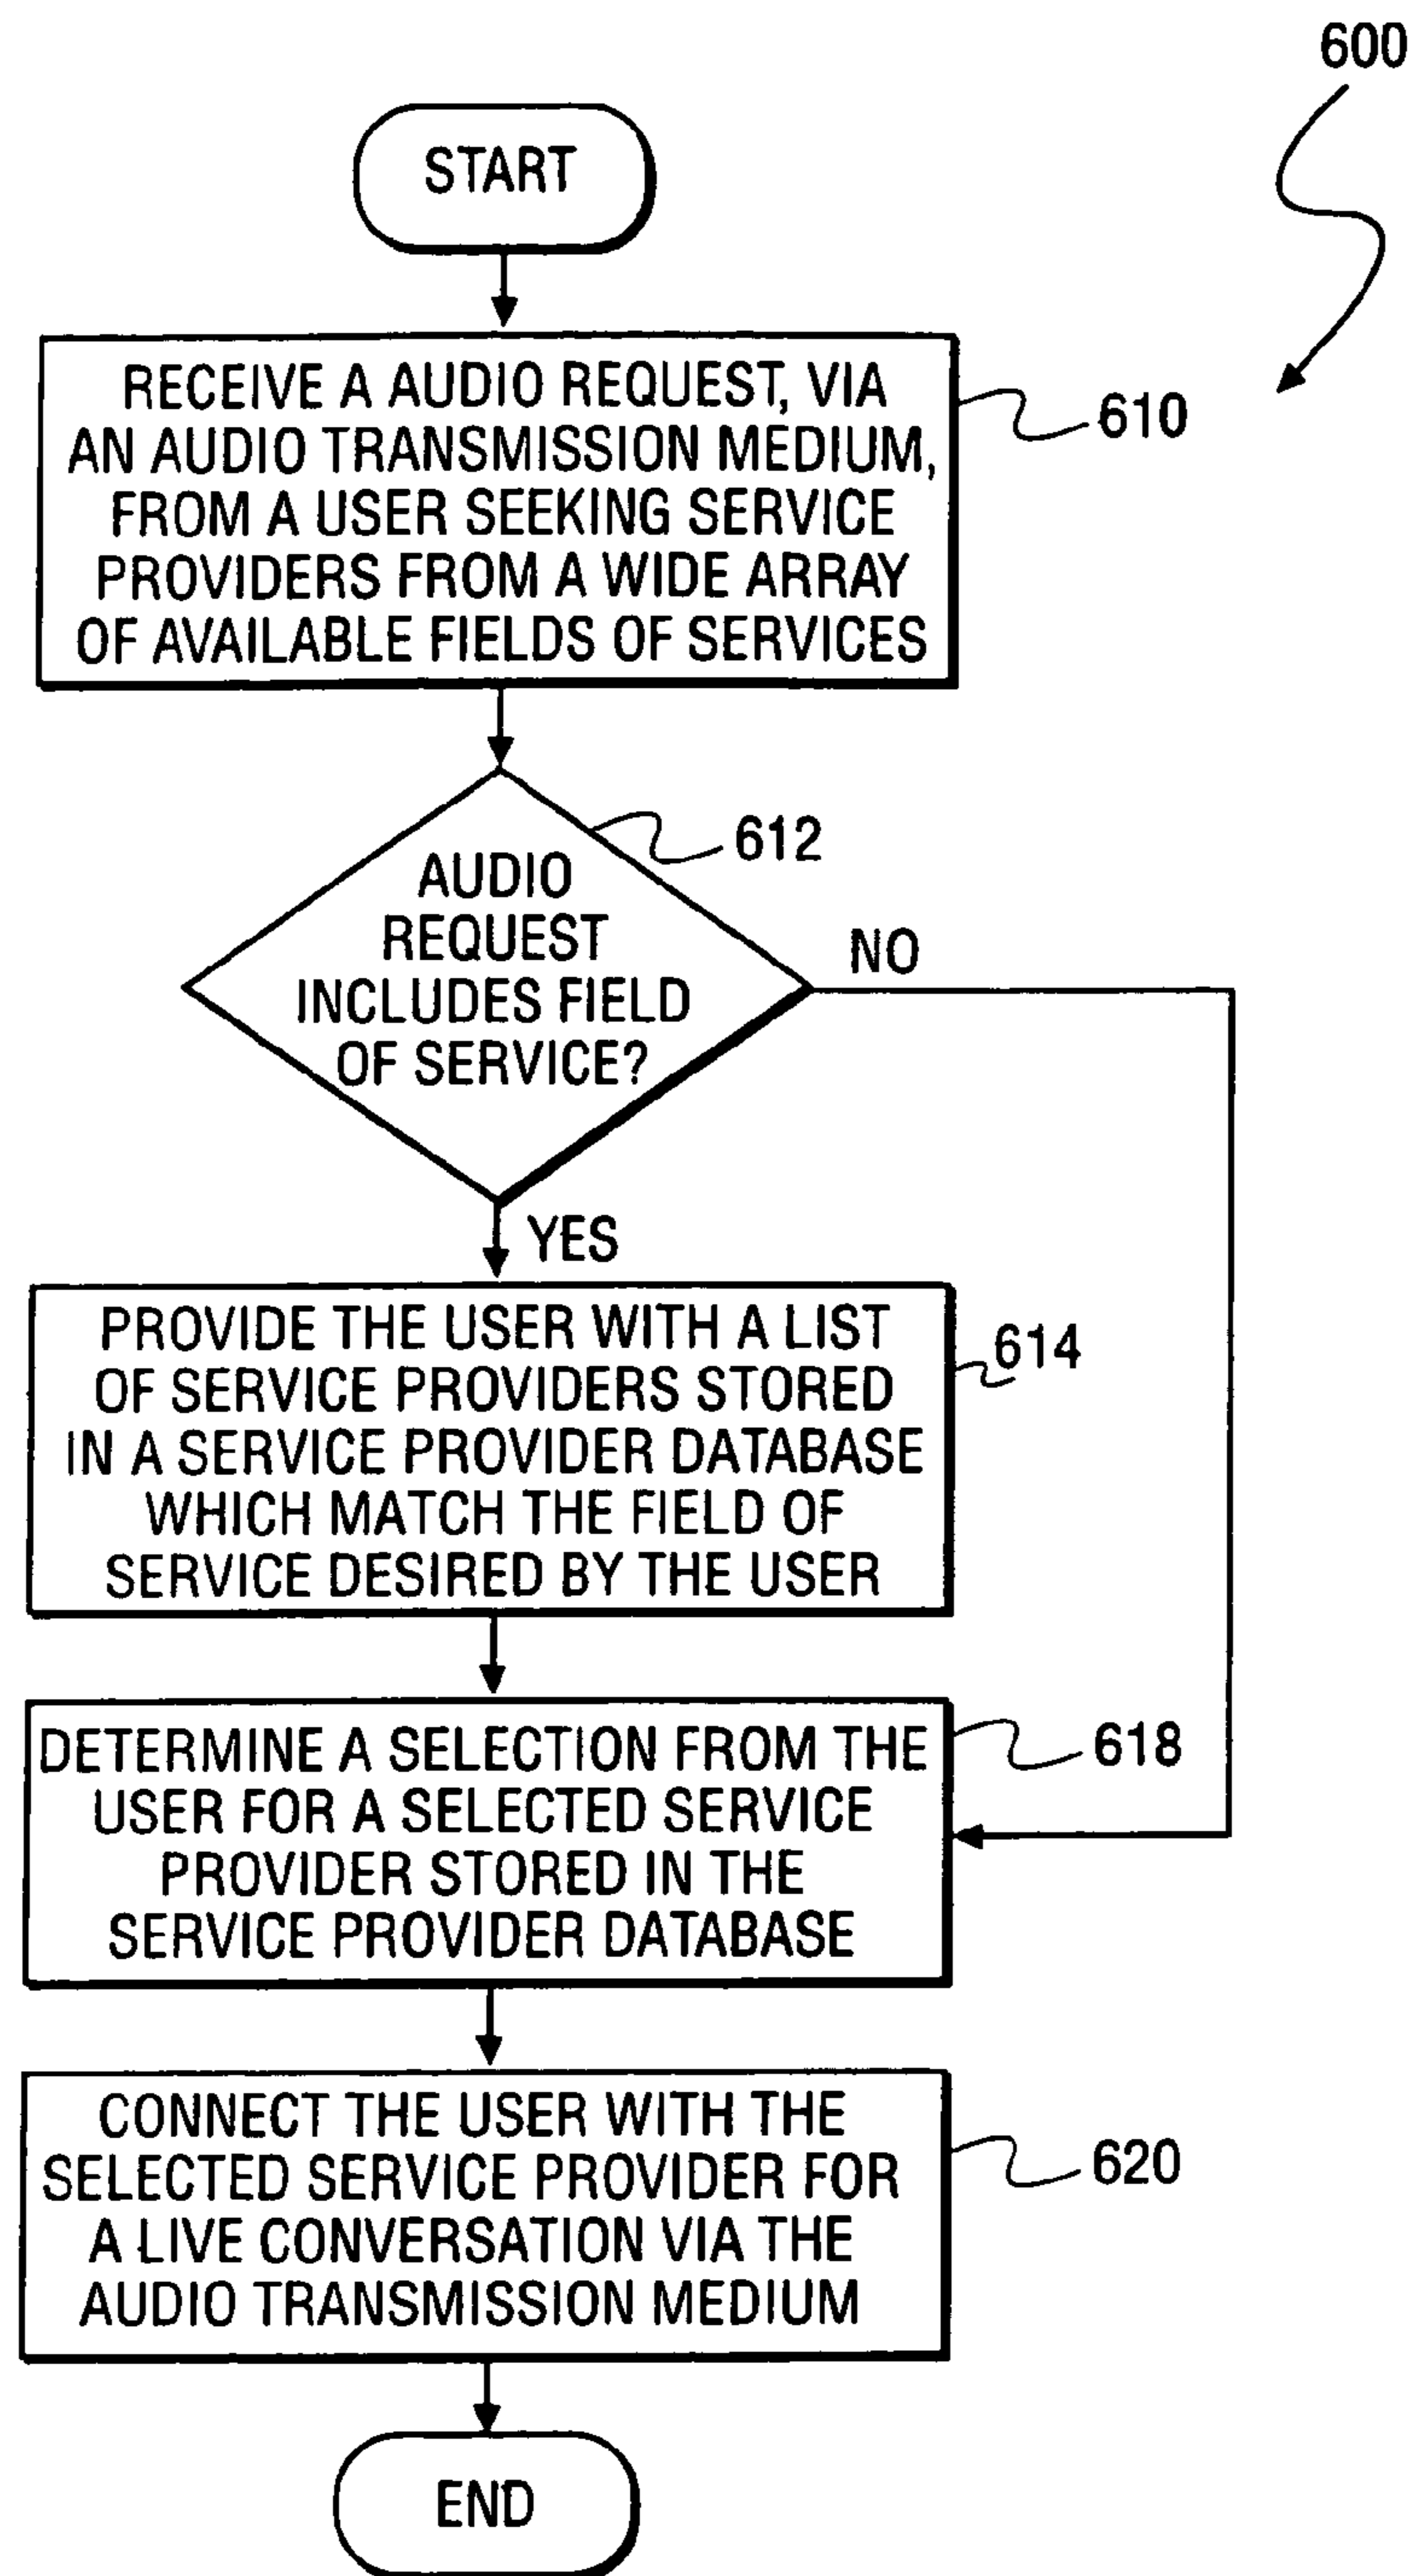 600
START
RECEIVE A AUDIO REQUEST, VIA
AN AUDIO TRANSMISSION MEDIUM,
FROM A USER SEEKING SERVICE
PROVIDERS FROM A WIDE ARRAY
OF AVAILABLE FIELDS OF SERVICES
610
612
AUDIO
REQUEST
INCLUDES FIELD
OF SERVICE?
NO
YES
PROVIDE THE USER WITH A LIST
OF SERVICE PROVIDERS STORED
IN A SERVICE PROVIDER DATABASE
WHICH MATCH THE FIELD OF
SERVICE DESIRED BY THE USER
614
DETERMINE A SELECTION FROM THE
USER FOR A SELECTED SERVICE
PROVIDER STORED IN THE
SERVICE PROVIDER DATABASE
618
CONNECT THE USER WITH THE
SELECTED SERVICE PROVIDER FOR
A LIVE CONVERSATION VIA THE
AUDIO TRANSMISSION MEDIUM
620
END